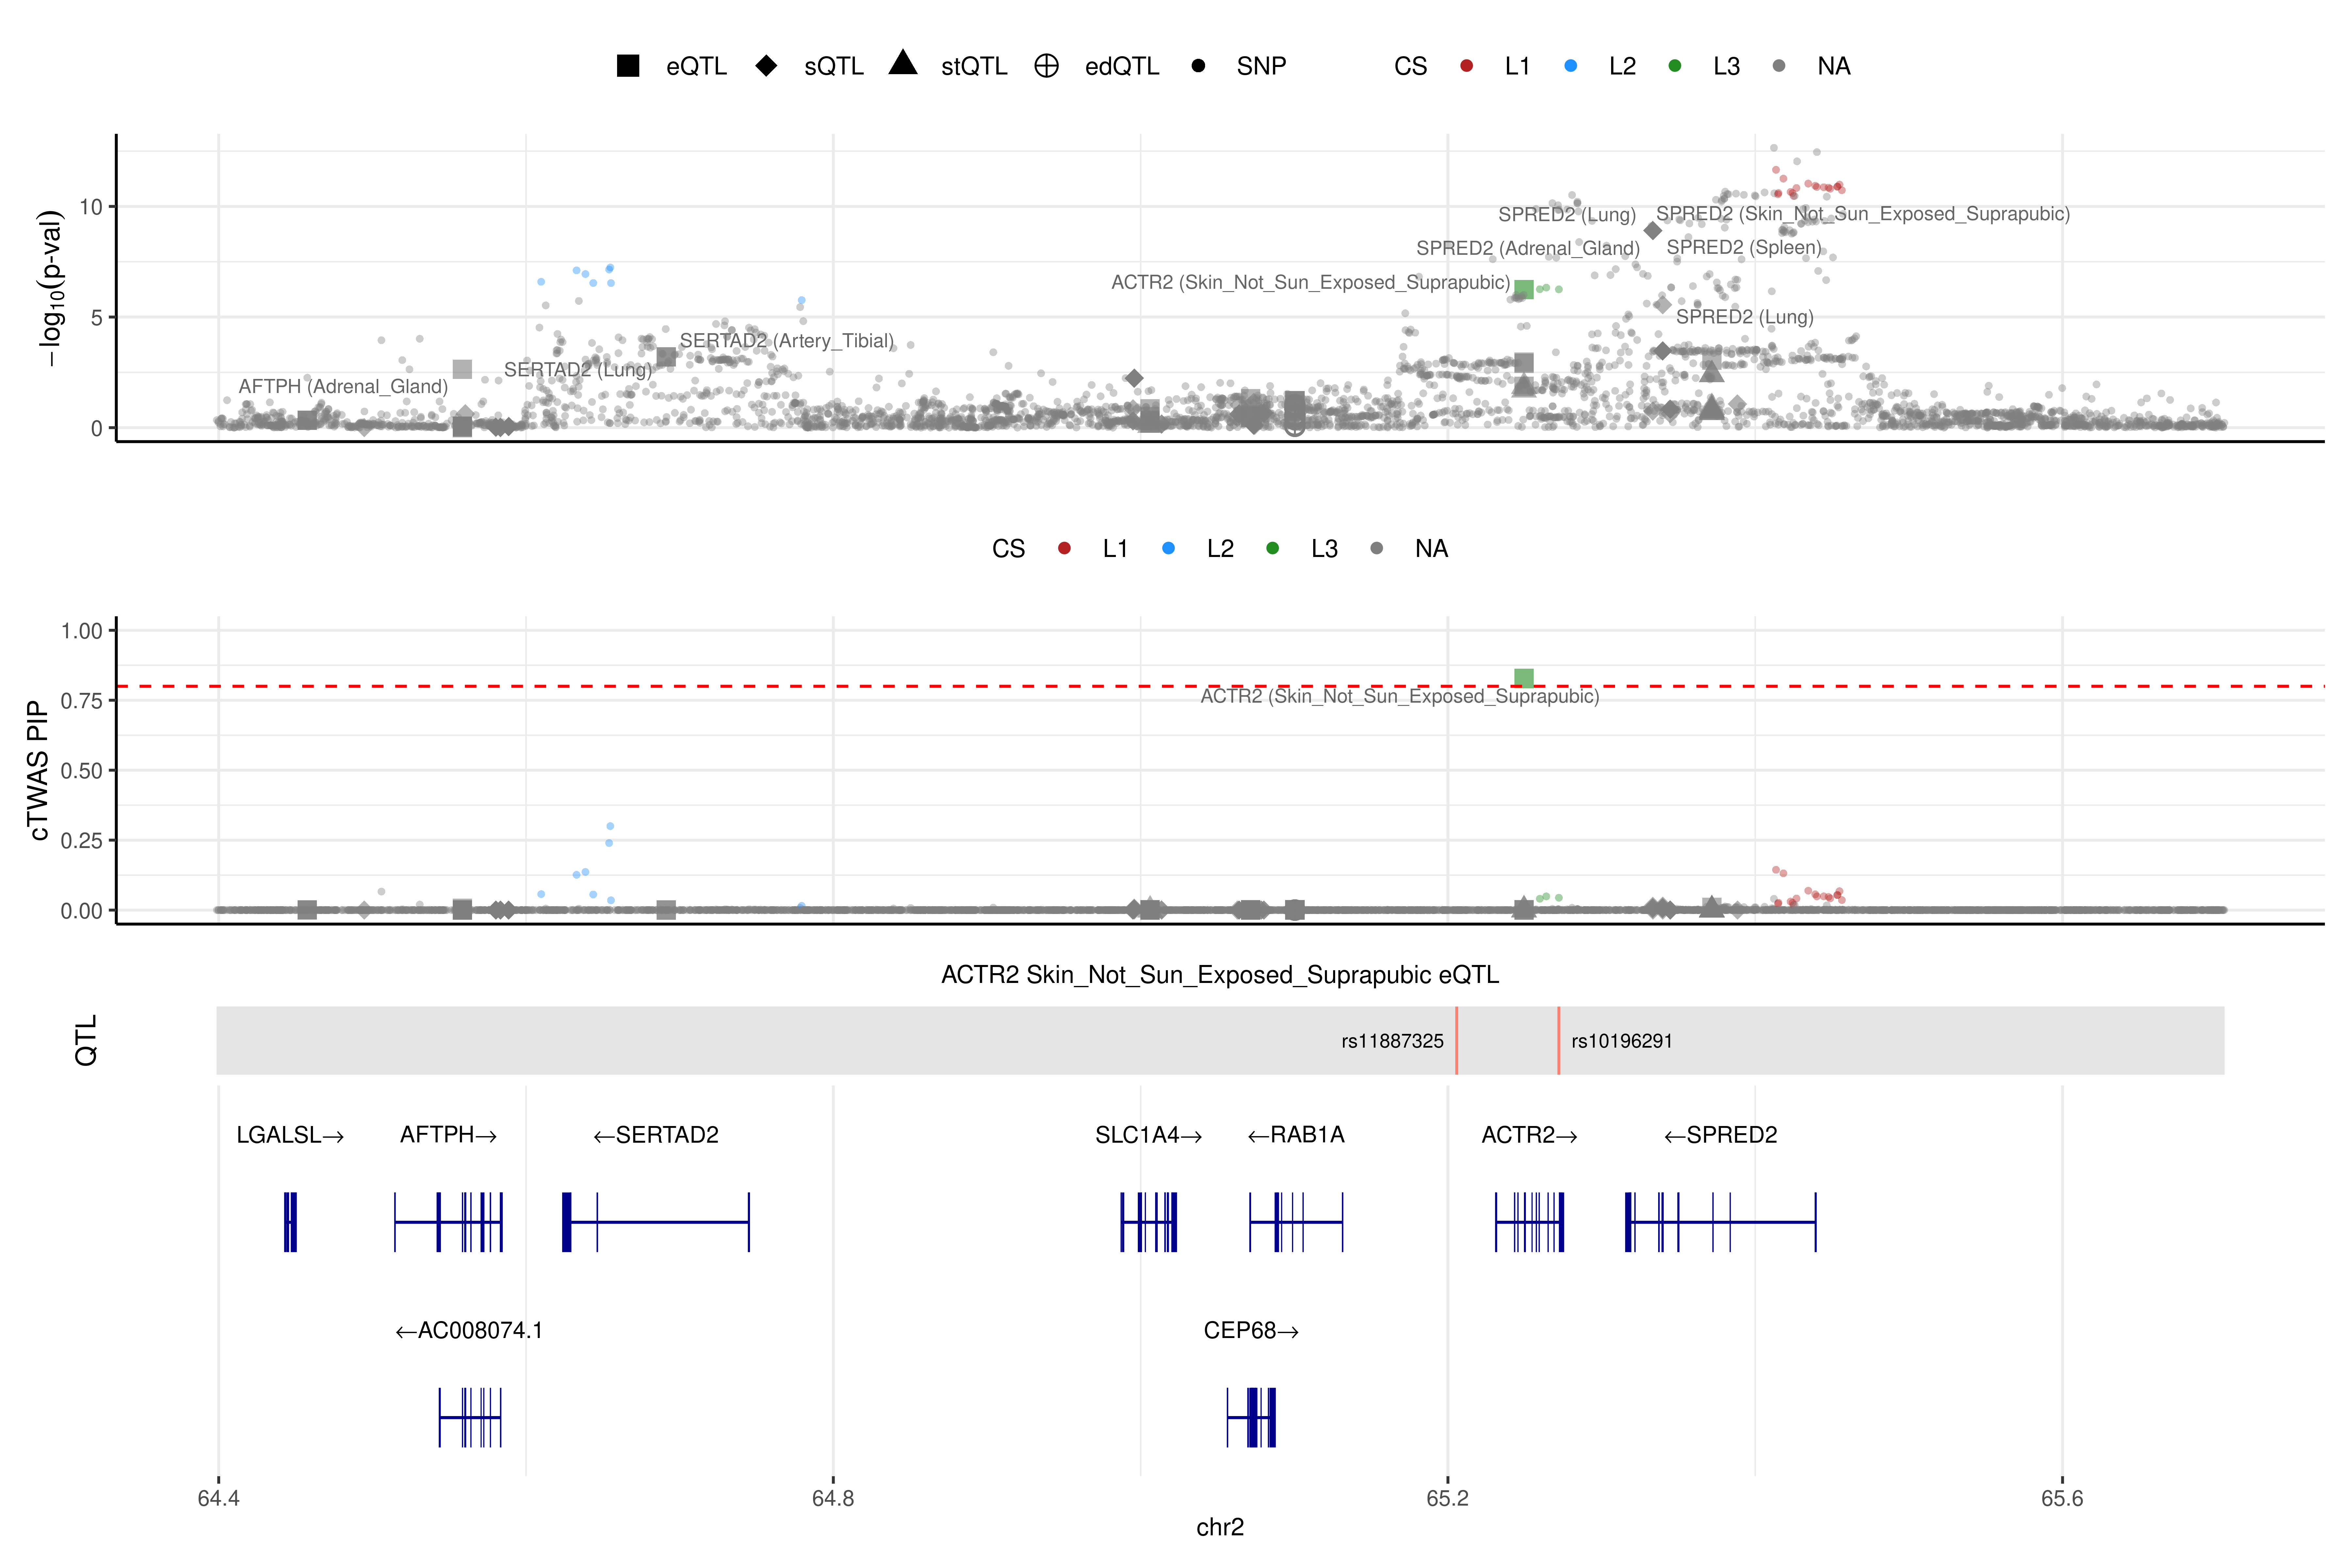 eQTL sQTL stQTL edQTL SNP CS L1 L2 L3 NA
−log10(p-val)
10
5
0
SPRED2 (Lung) SPRED2 (Skin_Not_Sun_Exposed_Suprapubic)
SPRED2 (Adrenal_Gland) SPRED2 (Spleen)
ACTR2 (Skin_Not_Sun_Exposed_Suprapubic)
SPRED2 (Lung)
SERTAD2 (Artery_Tibial)
SERTAD2 (Lung)
AFTPH (Adrenal_Gland)
CS L1 L2 L3 NA
cTWAS PIP
1.00
0.75
0.50
0.25
0.00
ACTR2 (Skin_Not_Sun_Exposed_Suprapubic)
ACTR2 Skin_Not_Sun_Exposed_Suprapubic eQTL
QTL
rs11887325 rs10196291
LGALSL→ AFTPH→ ←SERTAD2 SLC1A4→ ←RAB1A ACTR2→ ←SPRED2
←AC008074.1 CEP68→
64.4 64.8 65.2 65.6
chr2